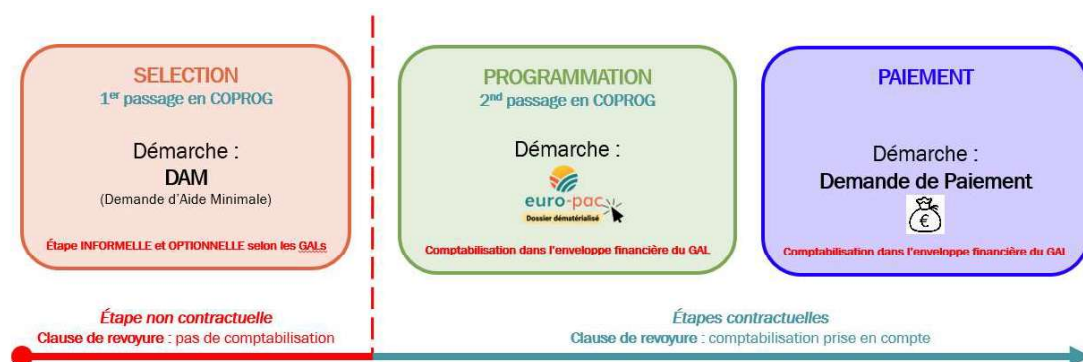 SELECTION
1er passage en COPROG
Démarche :
DAM
(Demande d'Aide Minimale)
Étape INFORMELLE et OPTIONNELLE selon les GALs
PROGRAMMATION
2nd passage en COPROG
Démarche :
euro-pac
Dossier dématérialisé
Comptabilisation dans l'enveloppe financière du GAL
PAIEMENT
Démarche :
Demande de Paiement
€
Comptabilisation dans l'enveloppe financière du GAL
Étape non contractuelle
Clause de revoyure : pas de comptabilisation
Étapes contractuelles
Clause de revoyure : comptabilisation prise en compte